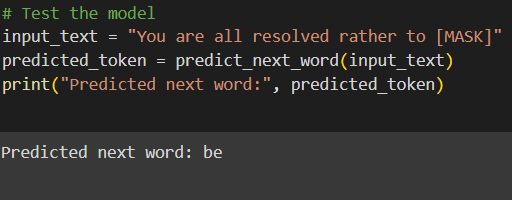 # Test the model
input_text = "You are all resolved rather to [MASK]"
predicted_token = predict_next_word(input_text)
print("Predicted next word:", predicted_token)
Predicted next word: be